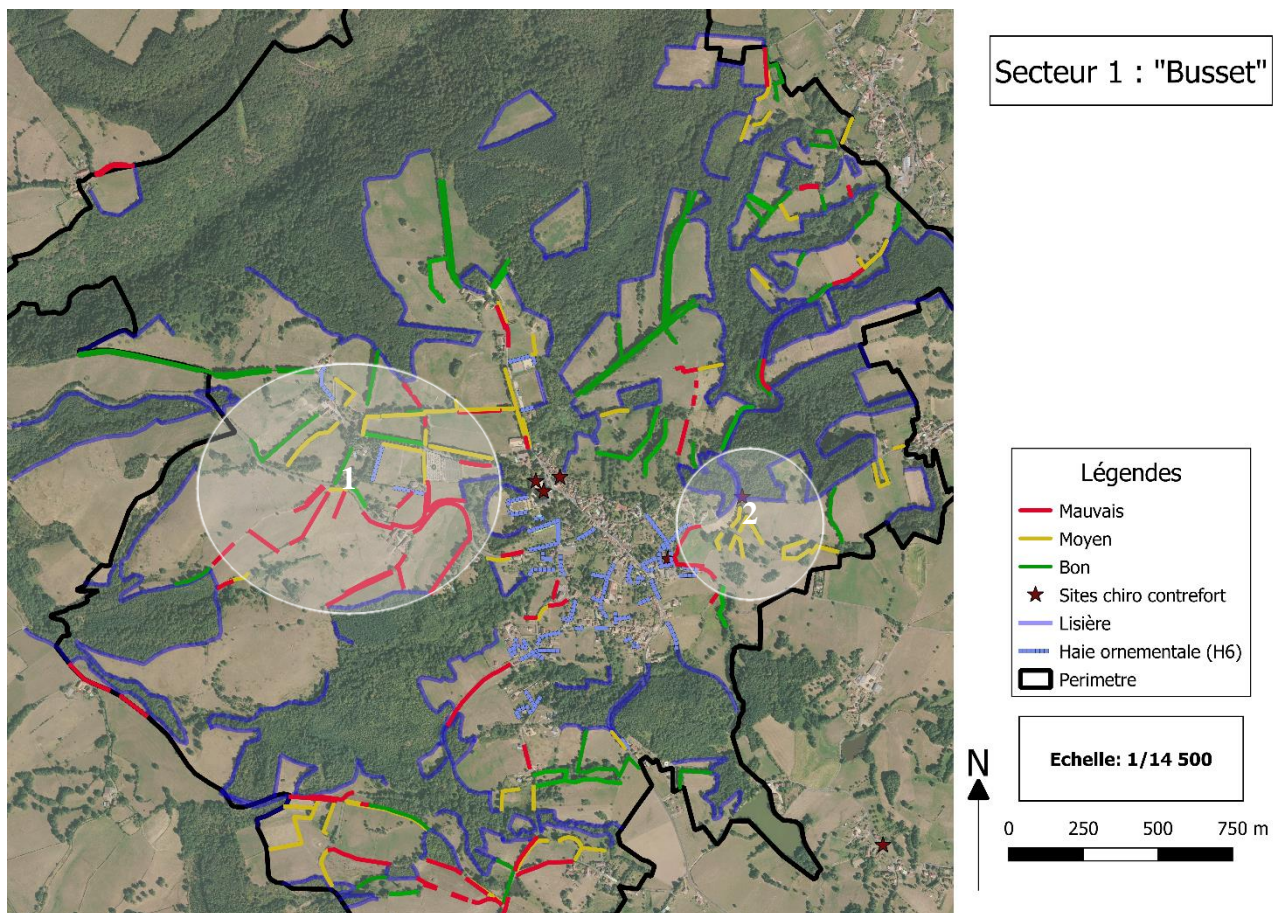 Secteur 1 : "Busset"
1
2
Légendes
Mauvais
Moyen
Bon
Sites chiro contrefort
Lisière
Haie ornementale (H6)
Perimetre
N
Echelle: 1/14 500
0 250 500 750 m